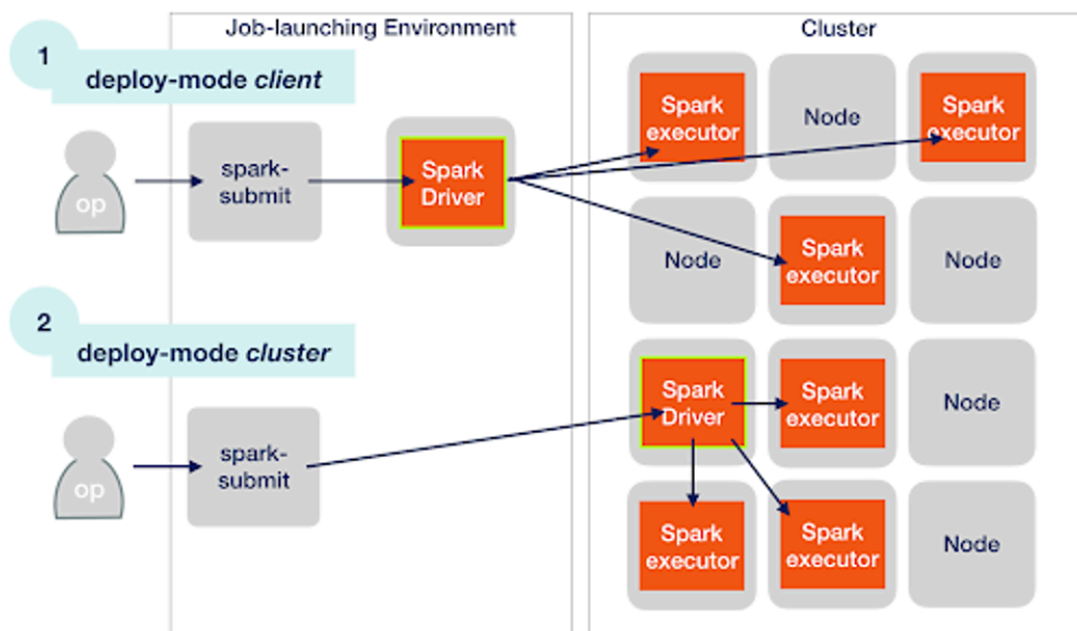 Job-launching Environment
Cluster
1
deploy-mode client
op
spark-
submit
Spark
Driver
Spark
executor
Node
Spark
executor
Node
Spark
executor
Node
2
deploy-mode cluster
op
spark-
submit
Spark
Driver
Spark
executor
Node
Spark
executor
Spark
executor
Node